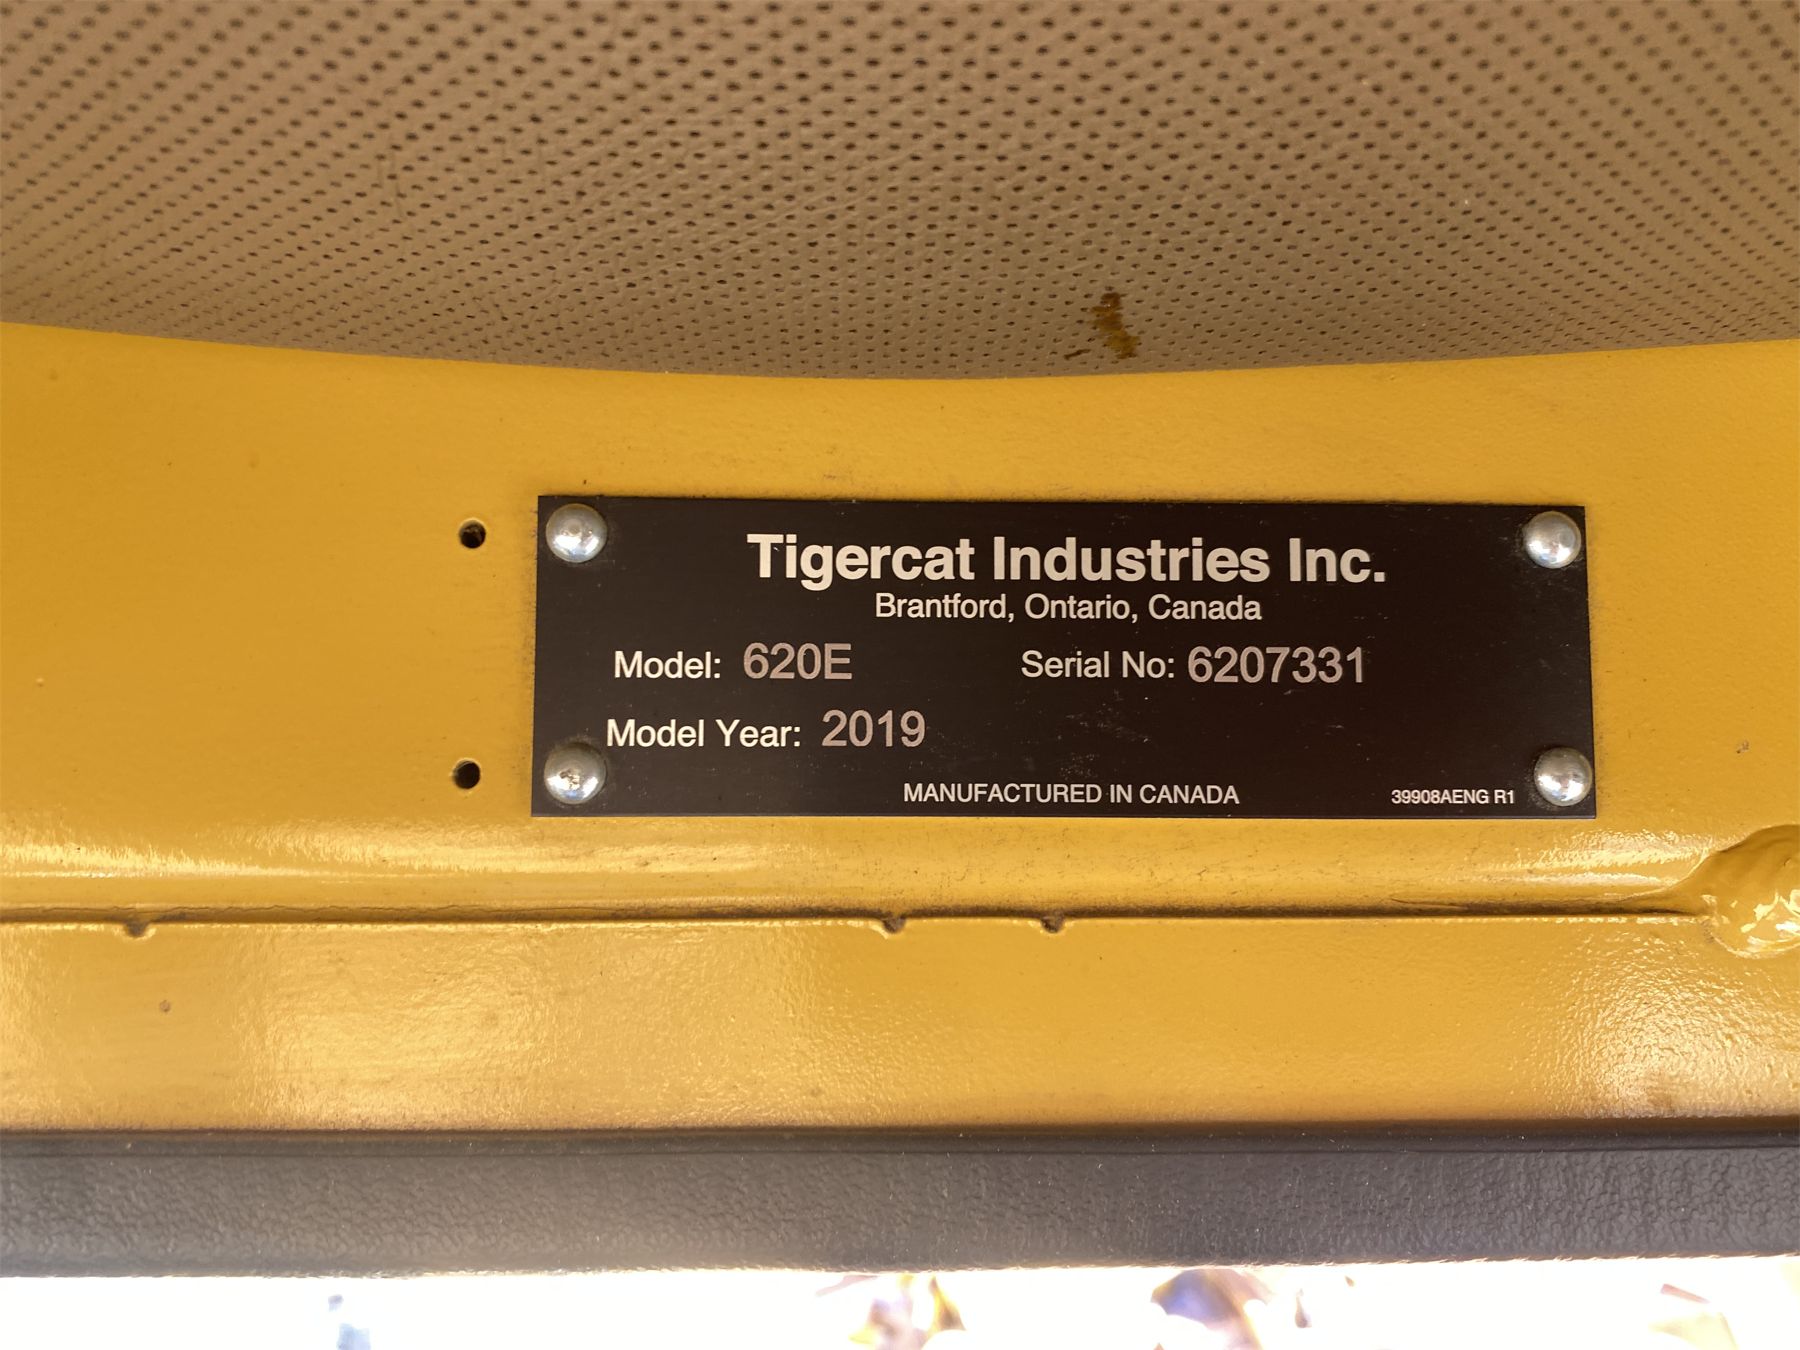 Tigercat Industries Inc.
Brantford, Ontario, Canada
Model: 620E Serial No: 6207331
Model Year: 2019
MANUFACTURED IN CANADA 39908AENG R1